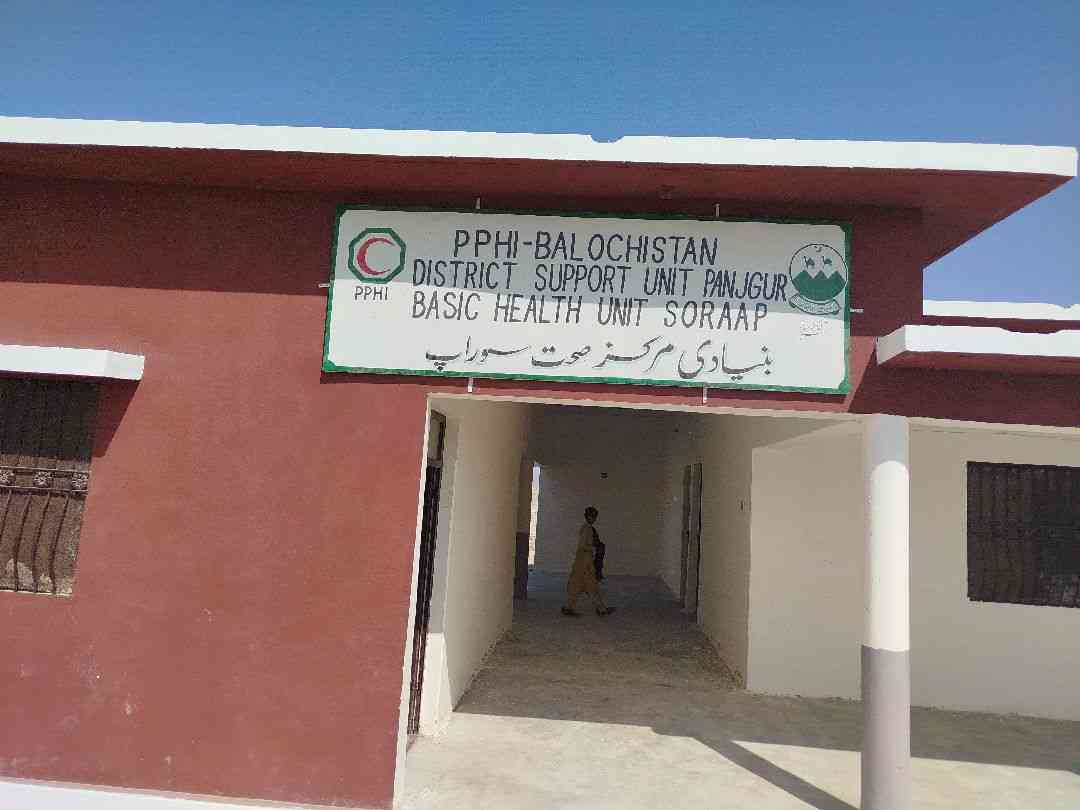 PPHI-BALOCHISTAN
DISTRICT SUPPORT UNIT PANJGUR
PPHI
BASIC HEALTH UNIT SORAAP
بنیادی مرکز صحت سوراپ